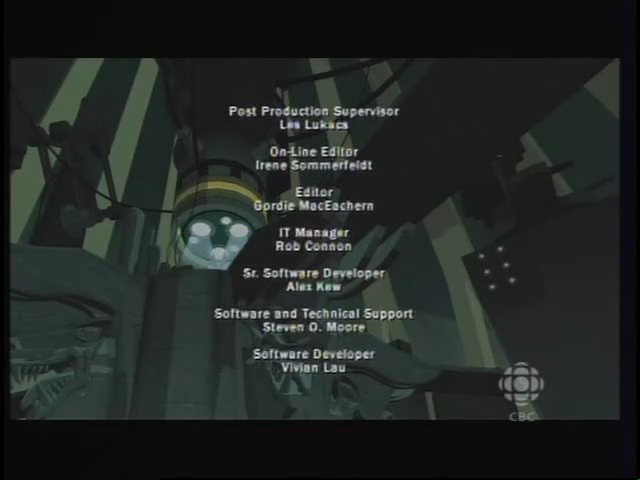 Post Production Supervisor
Les Lukacs
On-Line Editor
Irene Sommerfeldt
Editor
Gordie MacEachern
IT Manager
Rob Connon
Sr. Software Developer
Alex Kew
Software and Technical Support
Steven O. Moore
Software Developer
Vivian Lau
CBC